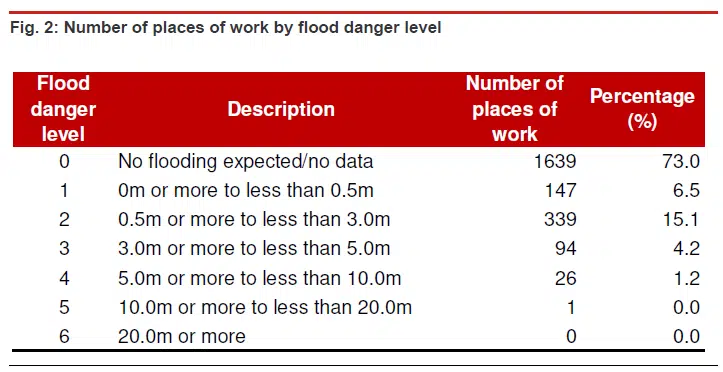 Fig. 2: Number of places of work by flood danger level
Flood danger level Description Number of places of work Percentage (%)
0 No flooding expected/no data 1639 73.0
1 0m or more to less than 0.5m 147 6.5
2 0.5m or more to less than 3.0m 339 15.1
3 3.0m or more to less than 5.0m 94 4.2
4 5.0m or more to less than 10.0m 26 1.2
5 10.0m or more to less than 20.0m 1 0.0
6 20.0m or more 0 0.0